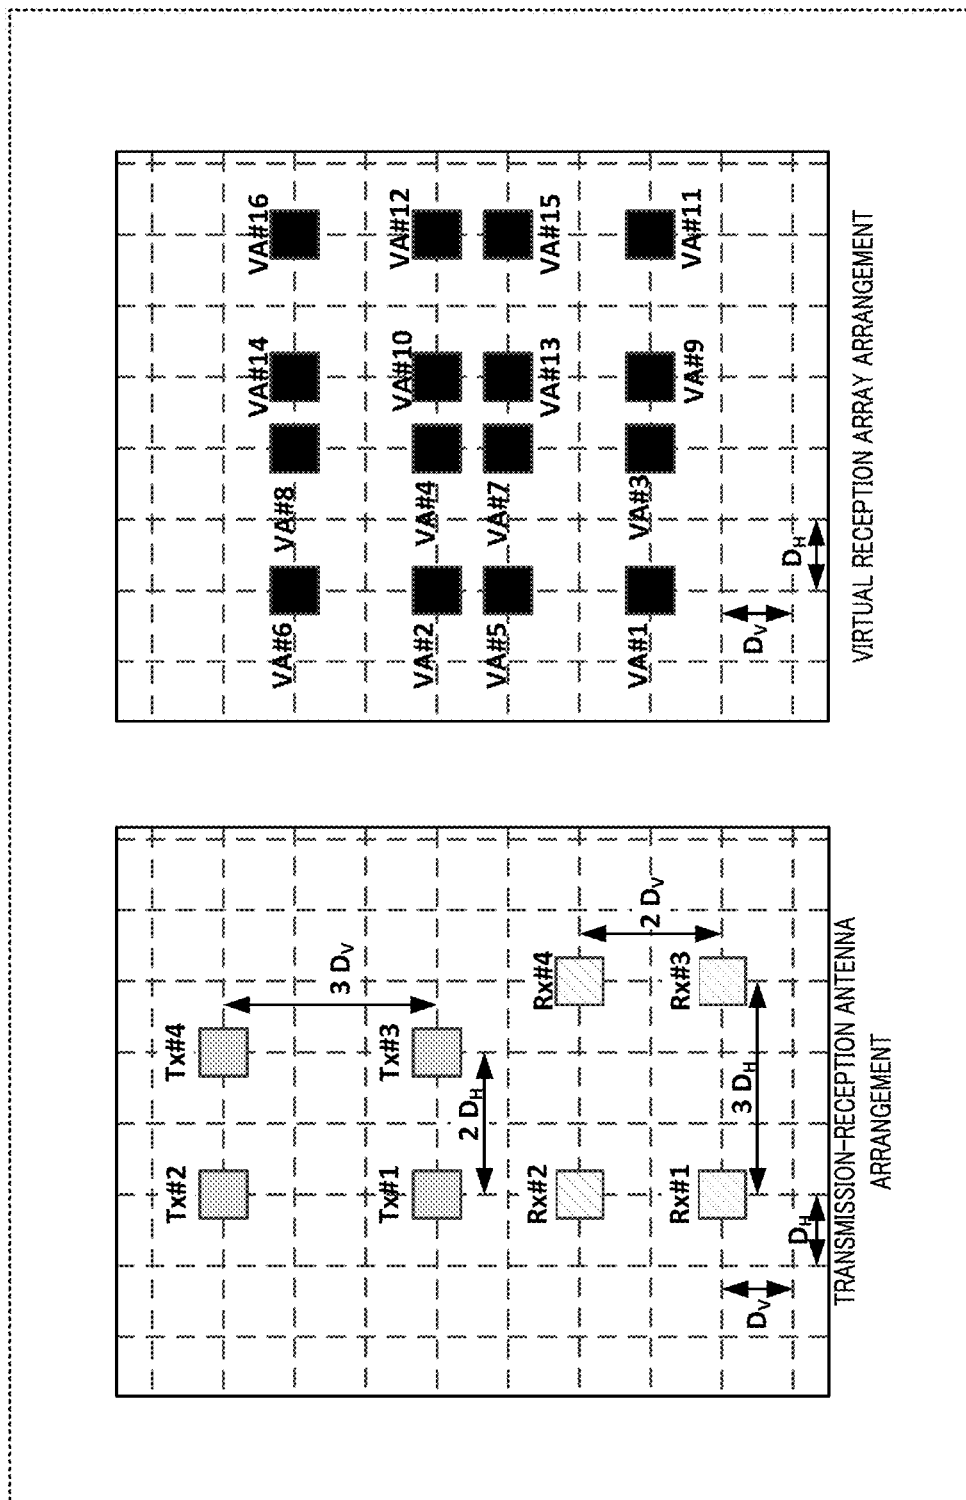 Tx#2
Tx#4
3 D_V
Tx#1
Tx#3
2 D_H
Rx#2
Rx#4
2 D_V
Rx#1
Rx#3
3 D_H
D_V
D_H
TRANSMISSION-RECEPTION ANTENNA
ARRANGEMENT
VA#6
VA#8
VA#14
VA#16
VA#2
VA#4
VA#10
VA#12
VA#5
VA#7
VA#13
VA#15
VA#1
VA#3
VA#9
VA#11
D_V
D_H
VIRTUAL RECEPTION ARRAY ARRANGEMENT